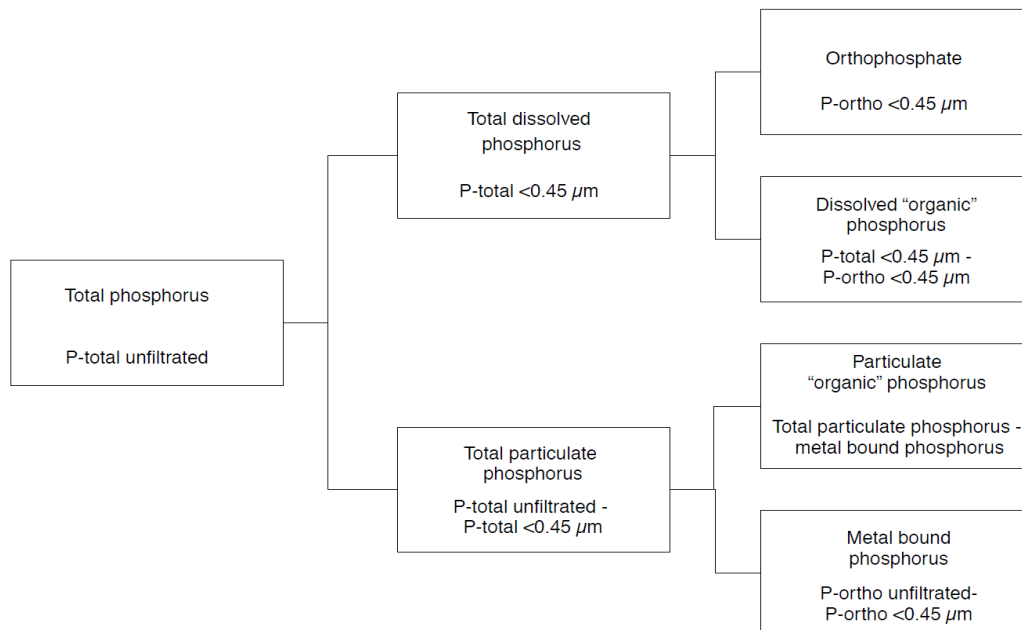 Total phosphorus
P-total unfiltrated
Total dissolved
phosphorus
P-total <0.45 µm
Total particulate
phosphorus
P-total unfiltrated -
P-total <0.45 µm
Orthophosphate
P-ortho <0.45 µm
Dissolved “organic”
phosphorus
P-total <0.45 µm -
P-ortho <0.45 µm
Particulate
“organic” phosphorus
Total particulate phosphorus -
metal bound phosphorus
Metal bound
phosphorus
P-ortho unfiltrated-
P-ortho <0.45 µm